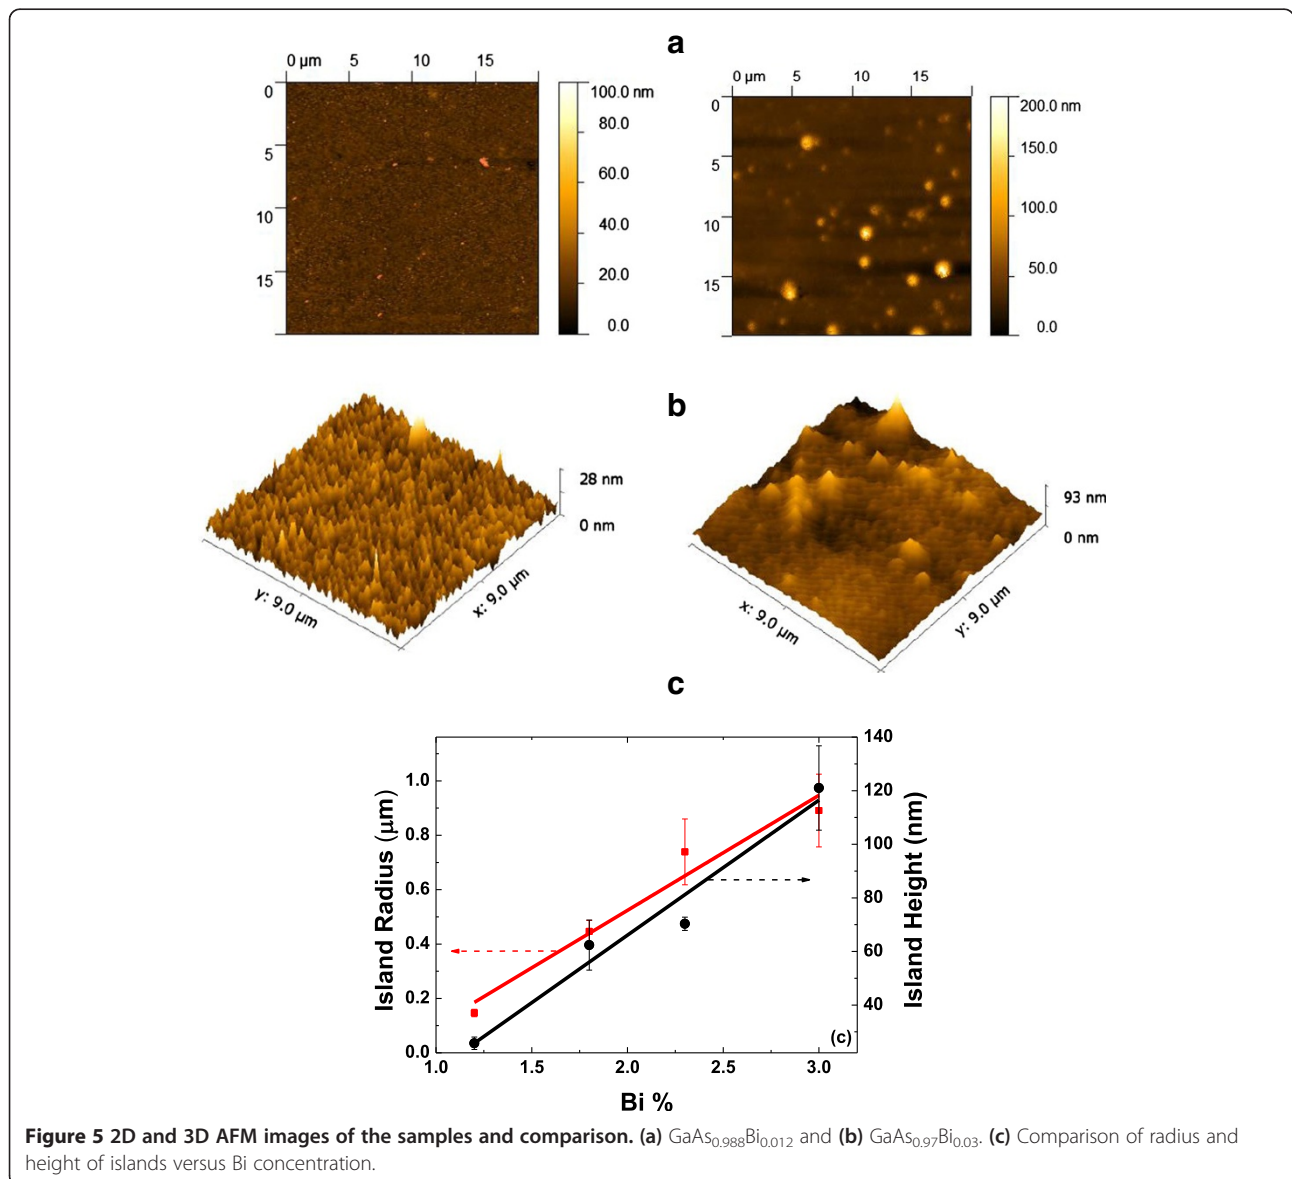 a
0 µm 5 10 15
0
5
10
15
100.0 nm
80.0
60.0
40.0
20.0
0.0
0 µm 5 10 15
0
5
10
15
200.0 nm
150.0
100.0
50.0
0.0
b
28 nm
0 nm
y: 9.0 µm
x: 9.0 µm
93 nm
0 nm
x: 9.0 µm
y: 9.0 µm
c
Island Radius (µm)
1.0
0.8
0.6
0.4
0.2
0.0
140
120
100
80
60
40
Island Height (nm)
(c)
1.0 1.5 2.0 2.5 3.0
Bi %
Figure 5 2D and 3D AFM images of the samples and comparison. (a) GaAs0.988Bi0.012 and (b) GaAs0.97Bi0.03. (c) Comparison of radius and
height of islands versus Bi concentration.